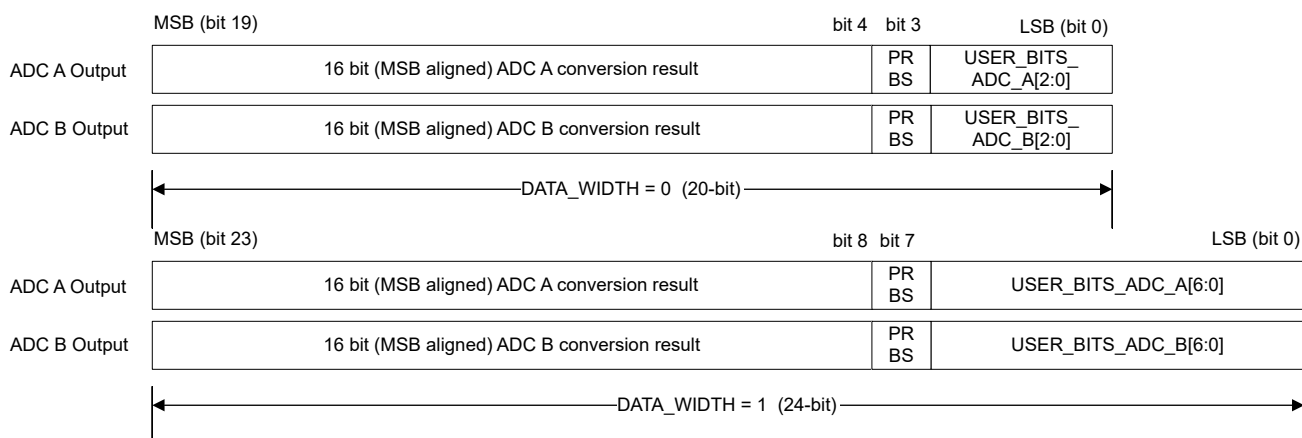 MSB (bit 19) bit 4 bit 3 LSB (bit 0)
ADC A Output 16 bit (MSB aligned) ADC A conversion result PR BS USER_BITS_ ADC_A[2:0]
ADC B Output 16 bit (MSB aligned) ADC B conversion result PR BS USER_BITS_ ADC_B[2:0]
DATA_WIDTH = 0 (20-bit)
MSB (bit 23) bit 8 bit 7 LSB (bit 0)
ADC A Output 16 bit (MSB aligned) ADC A conversion result PR BS USER_BITS_ADC_A[6:0]
ADC B Output 16 bit (MSB aligned) ADC B conversion result PR BS USER_BITS_ADC_B[6:0]
DATA_WIDTH = 1 (24-bit)